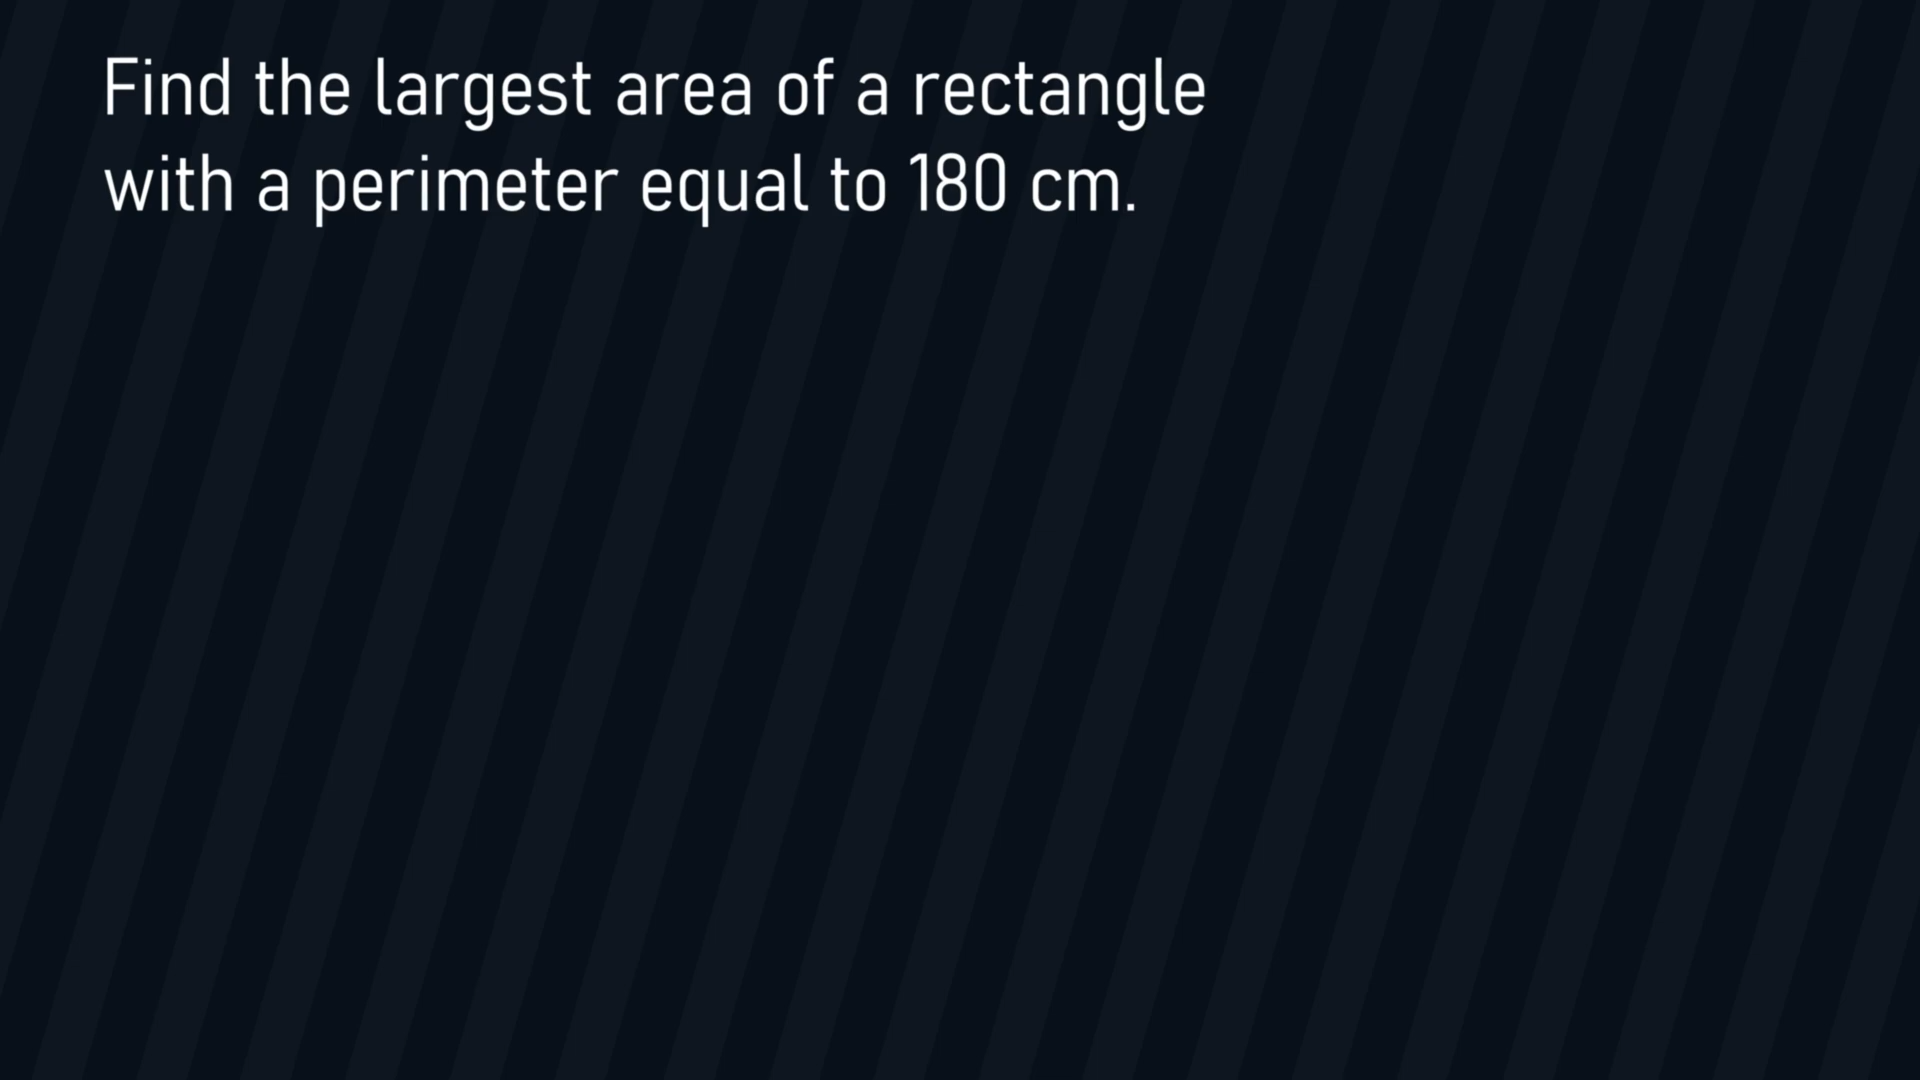 Find the largest area of a rectangle
with a perimeter equal to 180 cm.